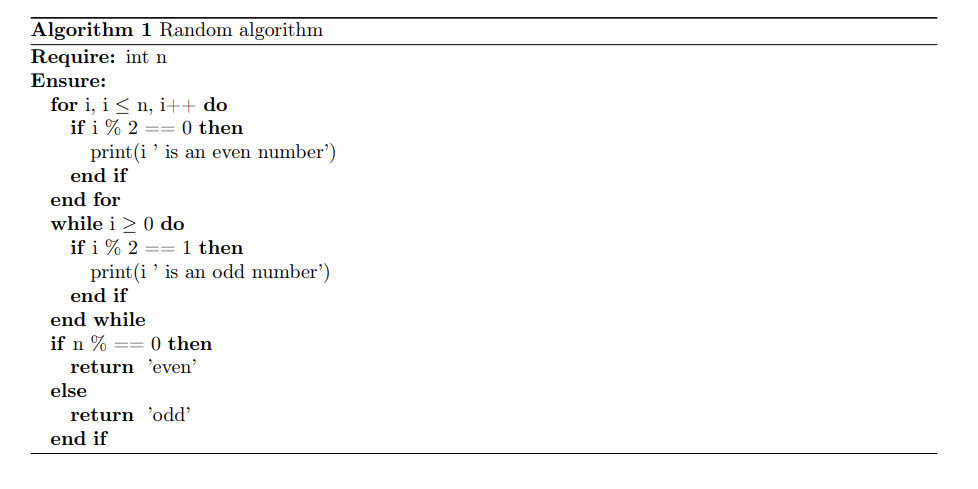 Algorithm 1 Random algorithm
Require: int n
Ensure:
for i, i ≤ n, i++ do
if i % 2 == 0 then
print(i ’ is an even number’)
end if
end for
while i ≥ 0 do
if i % 2 == 1 then
print(i ’ is an odd number’)
end if
end while
if n % == 0 then
return ’even’
else
return ’odd’
end if